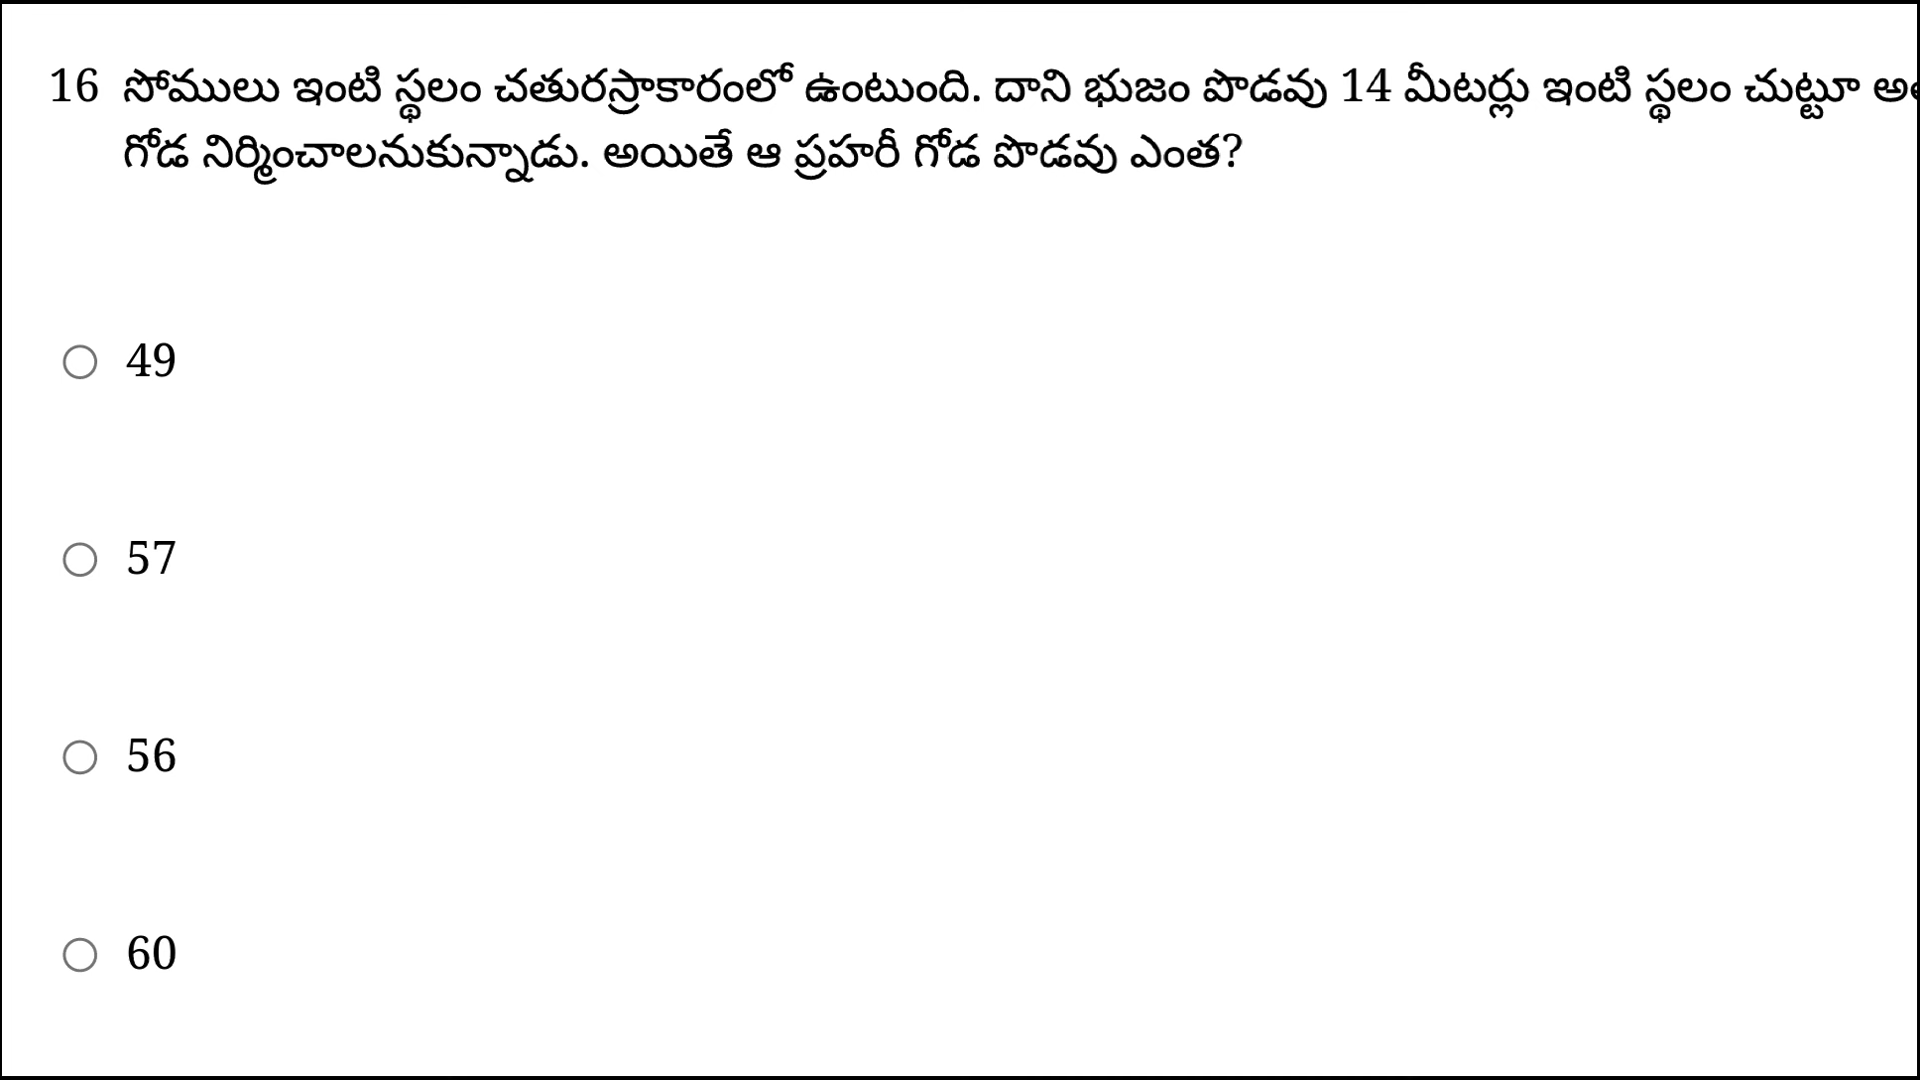 16 సోములు ఇంటి స్థలం చతురస్రాకారంలో ఉంటుంది. దాని భుజం పొడవు 14 మీటర్లు ఇంటి స్థలం చుట్టూ
గోడ నిర్మించాలనుకున్నాడు. అయితే ఆ ప్రహరీ గోడ పొడవు ఎంత?
49
57
56
60